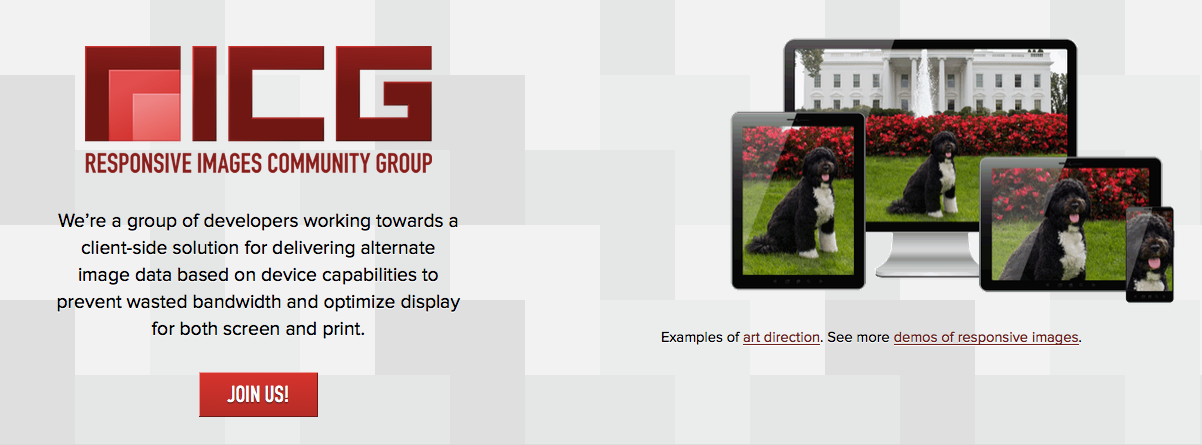 RICG
RESPONSIVE IMAGES COMMUNITY GROUP
We’re a group of developers working towards a
client-side solution for delivering alternate
image data based on device capabilities to
prevent wasted bandwidth and optimize display
for both screen and print.
JOIN US!
Examples of art direction. See more demos of responsive images.